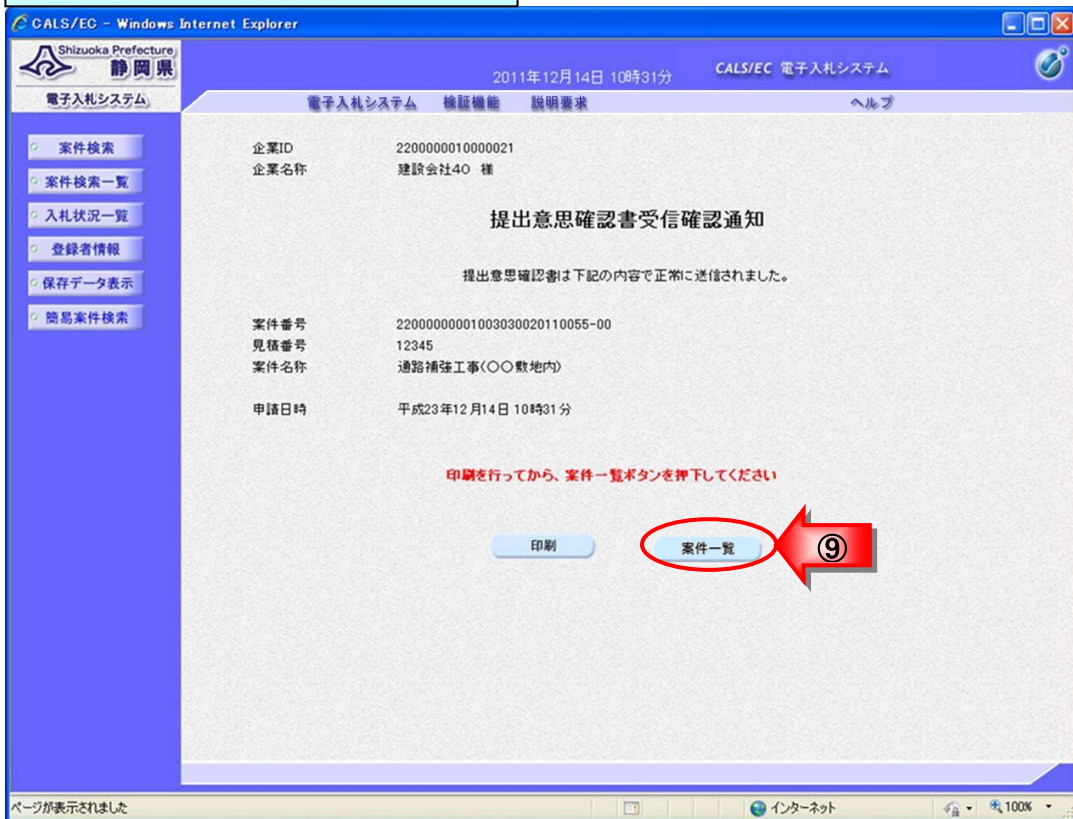 CALS/EC - Windows Internet Explorer
Shizuoka Prefecture
静岡県
電子入札システム
2011年12月14日 10時31分
CALS/EC 電子入札システム
電子入札システム 検証機能 説明要求 ヘルプ
案件検索
案件検索一覧
入札状況一覧
登録者情報
保存データ表示
簡易案件検索
企業ID 2200000010000021
企業名称 建設会社40 様
提出意思確認書受信確認通知
提出意思確認書は下記の内容で正常に送信されました。
案件番号 22000000001003030020110055-00
見積番号 12345
案件名称 通路補強工事(○○敷地内)
申請日時 平成23年12月14日 10時31分
印刷を行ってから、案件一覧ボタンを押下してください
印刷
案件一覧
⑨
ページが表示されました
インターネット
100%